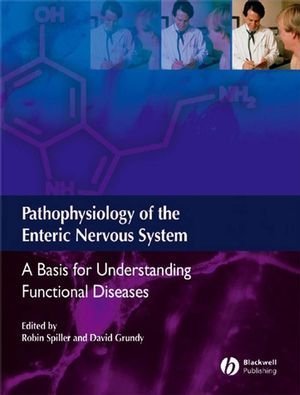 OH
NH₂
NH
Pathophysiology of the
Enteric Nervous System
A Basis for Understanding
Functional Diseases
Edited by
Robin Spiller and David Grundy
Blackwell
Publishing